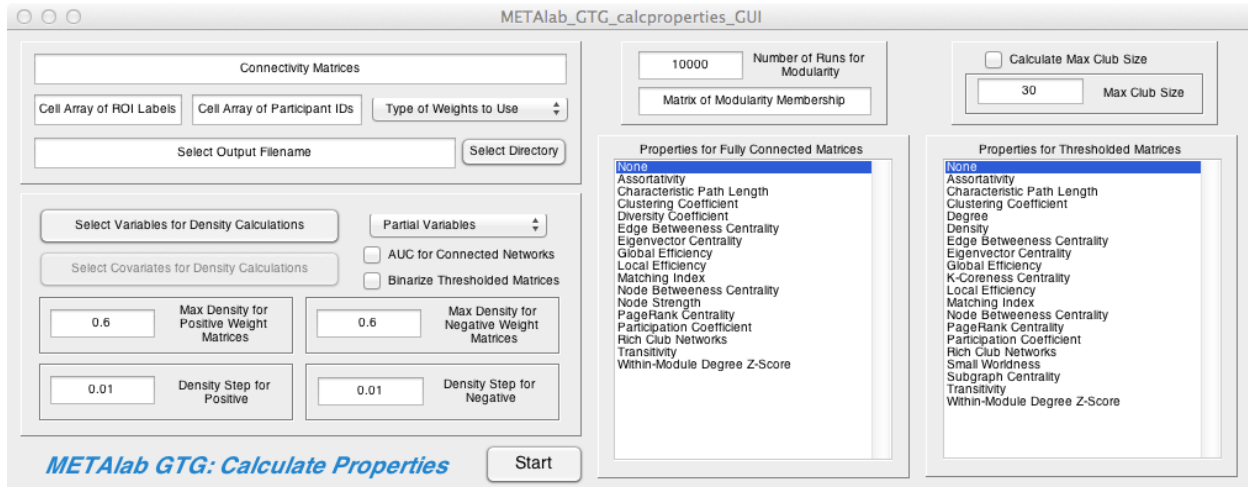 METAlab_GTG_calcproperties_GUI
Connectivity Matrices
Cell Array of ROI Labels
Cell Array of Participant IDs
Type of Weights to Use
Select Output Filename
Select Directory
Select Variables for Density Calculations
Partial Variables
Select Covariates for Density Calculations
AUC for Connected Networks
Binarize Thresholded Matrices
0.6
Max Density for
Positive Weight
Matrices
0.6
Max Density for
Negative Weight
Matrices
0.01
Density Step for
Positive
0.01
Density Step for
Negative
METAlab GTG: Calculate Properties
Start
10000
Number of Runs for
Modularity
Matrix of Modularity Membership
Calculate Max Club Size
30
Max Club Size
Properties for Fully Connected Matrices
None
Assortativity
Characteristic Path Length
Clustering Coefficient
Diversity Coefficient
Edge Betweeness Centrality
Eigenvector Centrality
Global Efficiency
Local Efficiency
Matching Index
Node Betweeness Centrality
Node Strength
PageRank Centrality
Participation Coefficient
Rich Club Networks
Transitivity
Within-Module Degree Z-Score
Properties for Thresholded Matrices
None
Assortativity
Characteristic Path Length
Clustering Coefficient
Degree
Density
Edge Betweeness Centrality
Eigenvector Centrality
Global Efficiency
K-Coreness Centrality
Local Efficiency
Matching Index
Node Betweeness Centrality
PageRank Centrality
Participation Coefficient
Rich Club Networks
Small Worldness
Subgraph Centrality
Transitivity
Within-Module Degree Z-Score